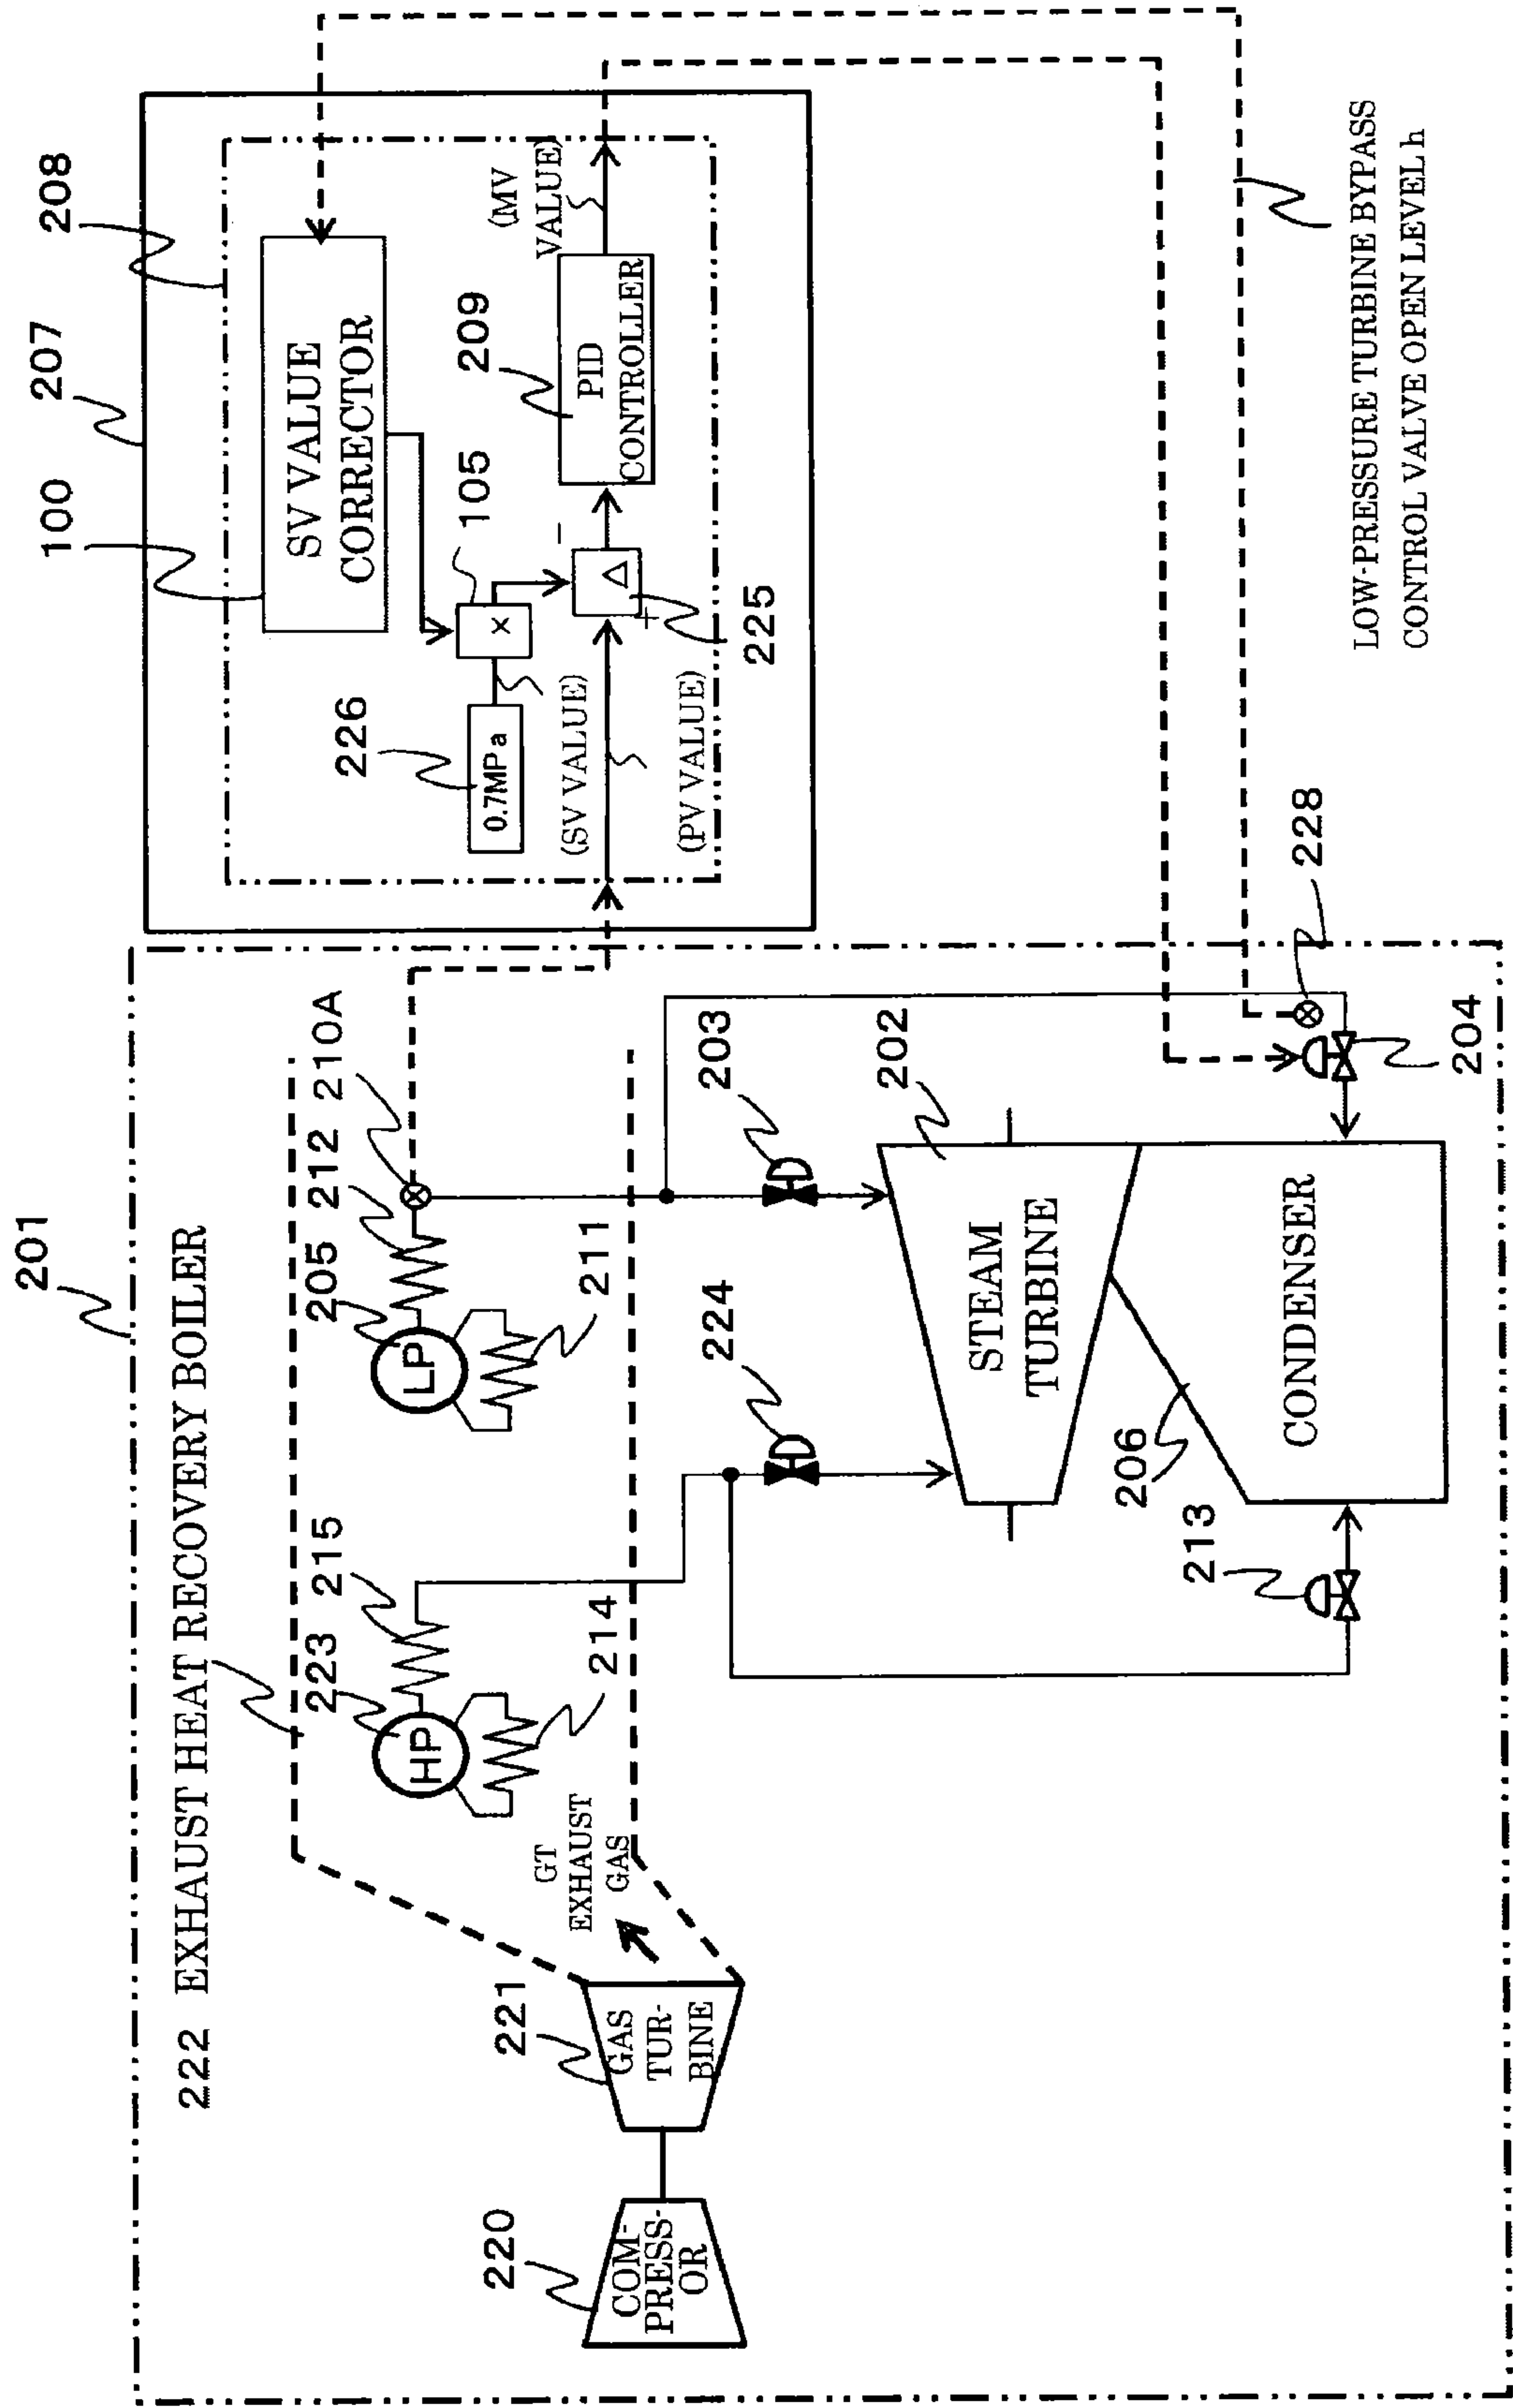 201
222 EXHAUST HEAT RECOVERY BOILER
220
COM-
PRESS-
OR
221
GAS
TUR-
BINE
GT
EXHAUST
GAS
223
HP
215
214
205
LP
212
210A
211
224
203
202
STEAM
TURBINE
206
CONDENSER
213
204
228
207
208
100
SV VALUE
CORRECTOR
226
0.7MPa
105
×
(SV VALUE)
(PV VALUE)
Δ
+
−
225
209
PID
CONTROLLER
(MV
VALUE)
LOW-PRESSURE TURBINE BYPASS
CONTROL VALVE OPEN LEVEL h